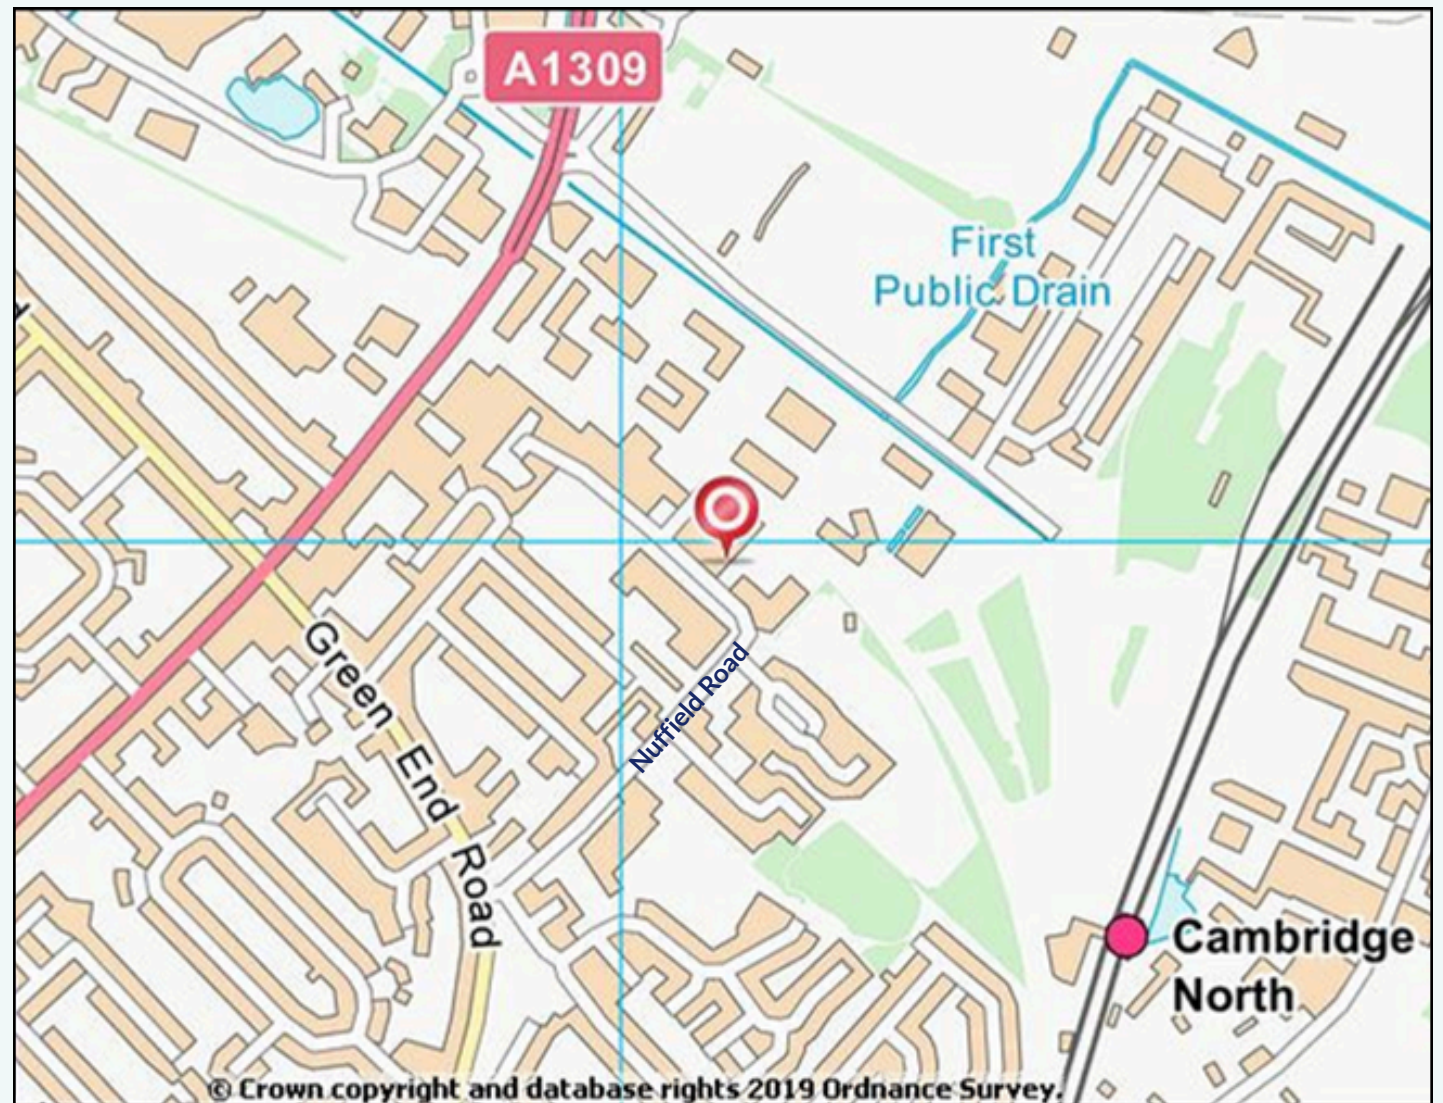 A1309
First
Public Drain
Nuffield Road
Green End Road
Cambridge
North
© Crown copyright and database rights 2019 Ordnance Survey.